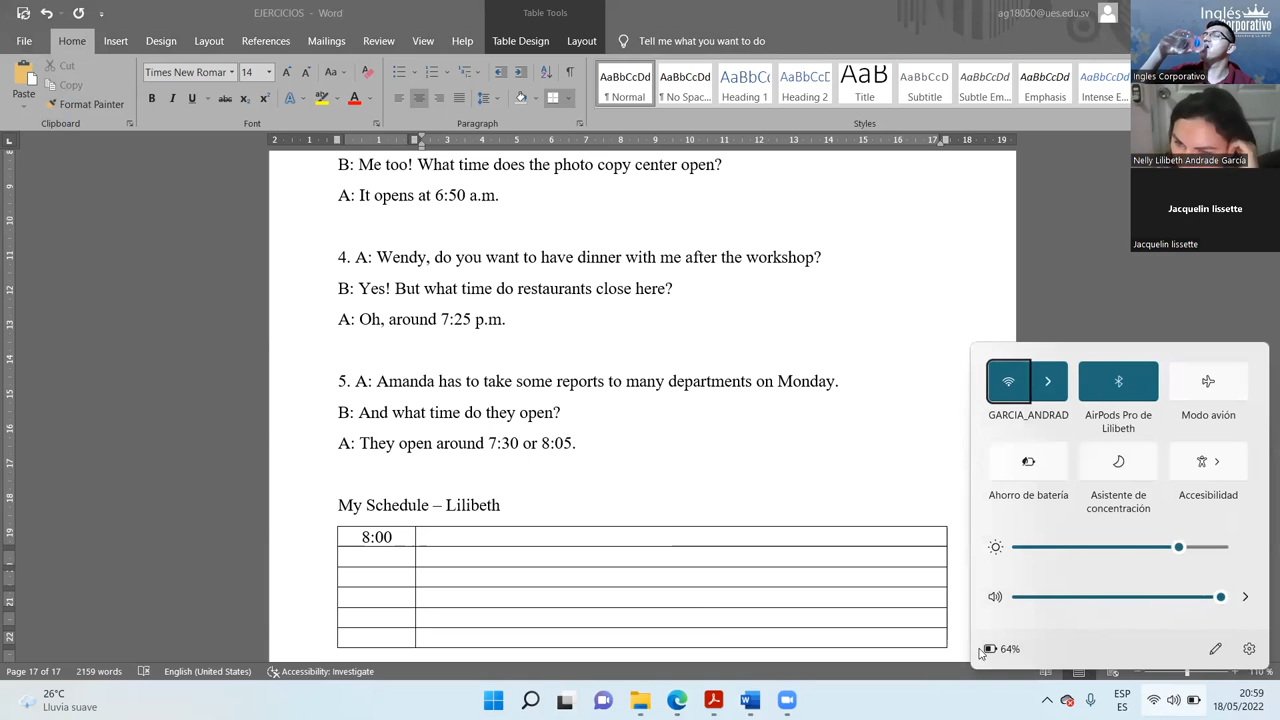 EJERCICIOS - Word
Table Tools
ag18050@ues.edu.sv
File
Home
Insert
Design
Layout
References
Mailings
Review
View
Help
Table Design
Layout
Tell me what you want to do
Paste
Cut
Copy
Format Painter
Times New Roman
14
Clipboard
Font
Paragraph
Styles
AaBbCcDd
¶ Normal
AaBbCcDd
¶ No Spac...
AaBbCc
Heading 1
AaBbCcD
Heading 2
AaB
Title
AaBbCcD
Subtitle
AaBbCcDd
Subtle Em...
AaBbCcDd
Emphasis
AaBbCcDd
Intense E...
B: Me too! What time does the photo copy center open?
A: It opens at 6:50 a.m.
4. A: Wendy, do you want to have dinner with me after the workshop?
B: Yes! But what time do restaurants close here?
A: Oh, around 7:25 p.m.
5. A: Amanda has to take some reports to many departments on Monday.
B: And what time do they open?
A: They open around 7:30 or 8:05.
My Schedule – Lilibeth
8:00
Inglés
Corporativo
Ingles Corporativo
Nelly Lilibeth Andrade García
Jacquelin lissette
Jacquelin lissette
GARCIA_ANDRAD
AirPods Pro de
Lilibeth
Modo avión
Ahorro de batería
Asistente de
concentración
Accesibilidad
64%
Page 17 of 17
2159 words
English (United States)
Accessibility: Investigate
110 %
26°C
Lluvia suave
ESP
ES
20:59
18/05/2022